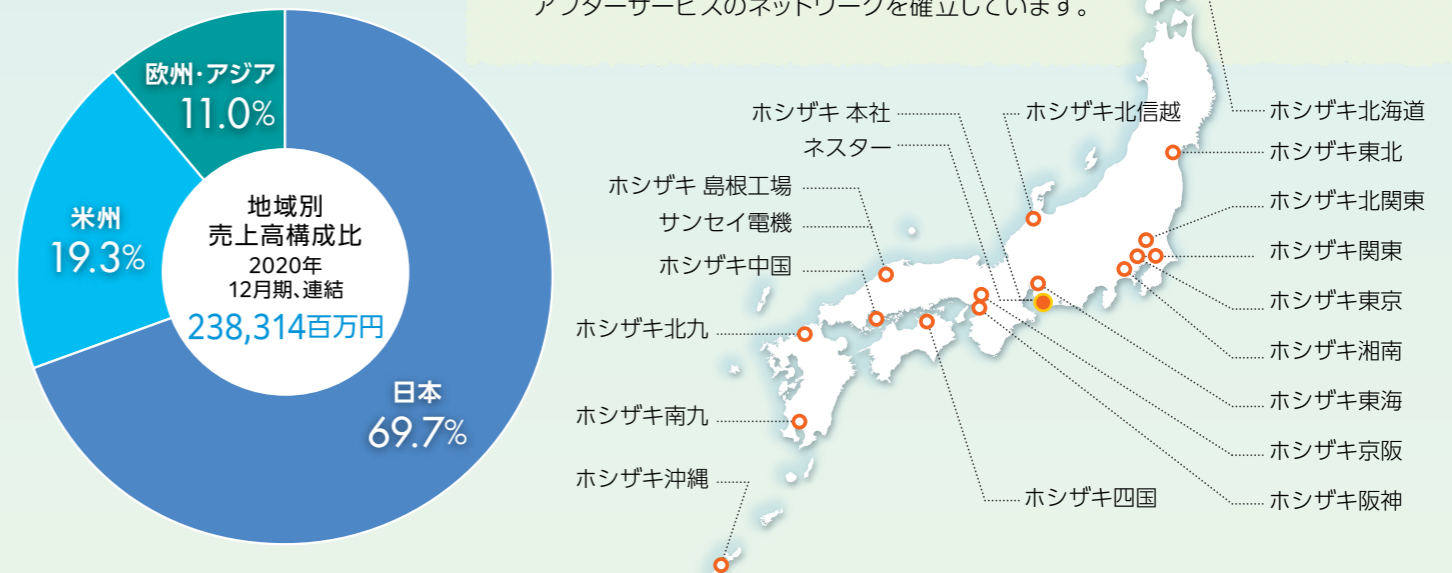 アフターサービスのネットワークを確立しています。
欧州・アジア
11.0%
米州
19.3%
地域別
売上高構成比
2020年
12月期、連結
238,314百万円
日本
69.7%
ホシザキ 本社
ネスター
ホシザキ 島根工場
サンセイ電機
ホシザキ中国
ホシザキ北九
ホシザキ南九
ホシザキ沖縄
ホシザキ北信越
ホシザキ四国
ホシザキ北海道
ホシザキ東北
ホシザキ北関東
ホシザキ関東
ホシザキ東京
ホシザキ湘南
ホシザキ東海
ホシザキ京阪
ホシザキ阪神